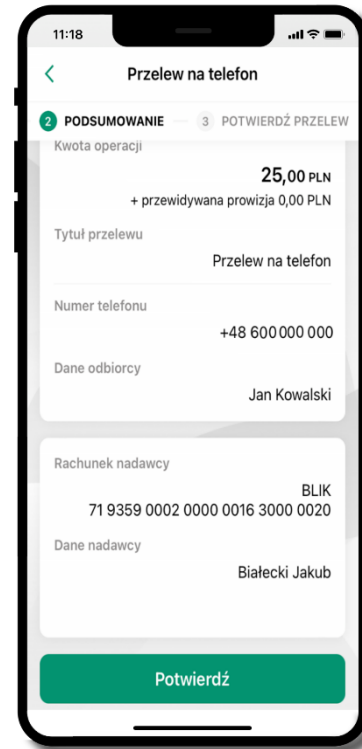 11:18
Przelew na telefon
2 PODSUMOWANIE 3 POTWIERDŹ PRZELEW
Kwota operacji
25,00 PLN
+ przewidywana prowizja 0,00 PLN
Tytuł przelewu
Przelew na telefon
Numer telefonu
+48 600 000 000
Dane odbiorcy
Jan Kowalski
Rachunek nadawcy
BLIK
71 9359 0002 0000 0016 3000 0020
Dane nadawcy
Białecki Jakub
Potwierdź